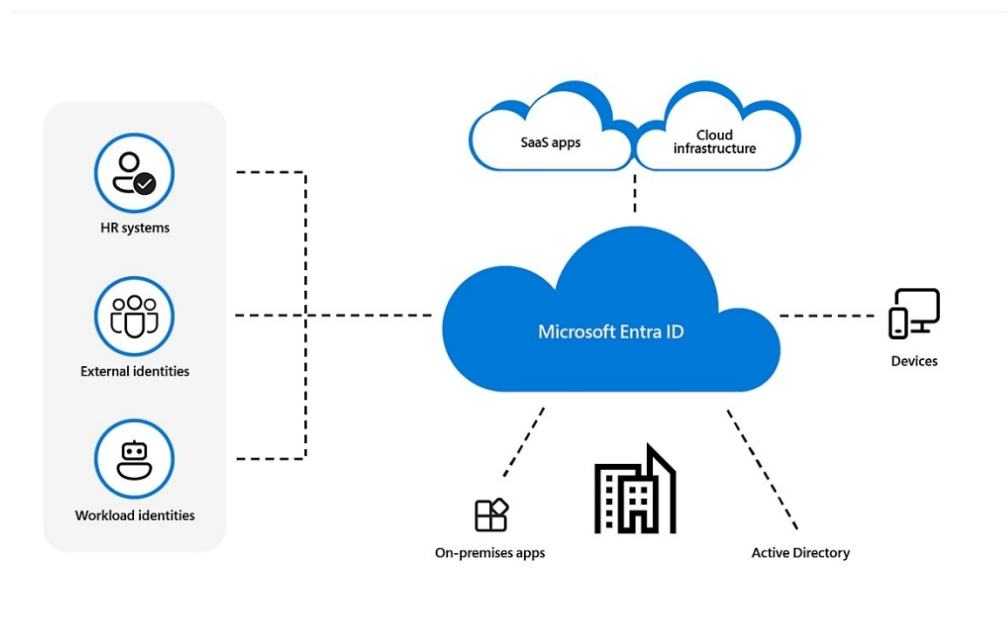 SaaS apps
Cloud
infrastructure
HR systems
External identities
Workload identities
Microsoft Entra ID
Devices
On-premises apps
Active Directory